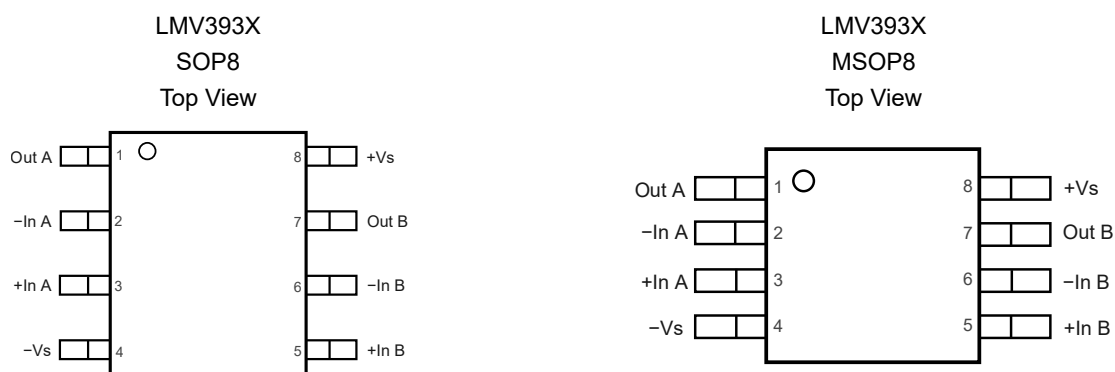 LMV393X
SOP8
Top View
Out A 1 8 +Vs
−In A 2 7 Out B
+In A 3 6 −In B
−Vs 4 5 +In B
LMV393X
MSOP8
Top View
Out A 1 8 +Vs
−In A 2 7 Out B
+In A 3 6 −In B
−Vs 4 5 +In B